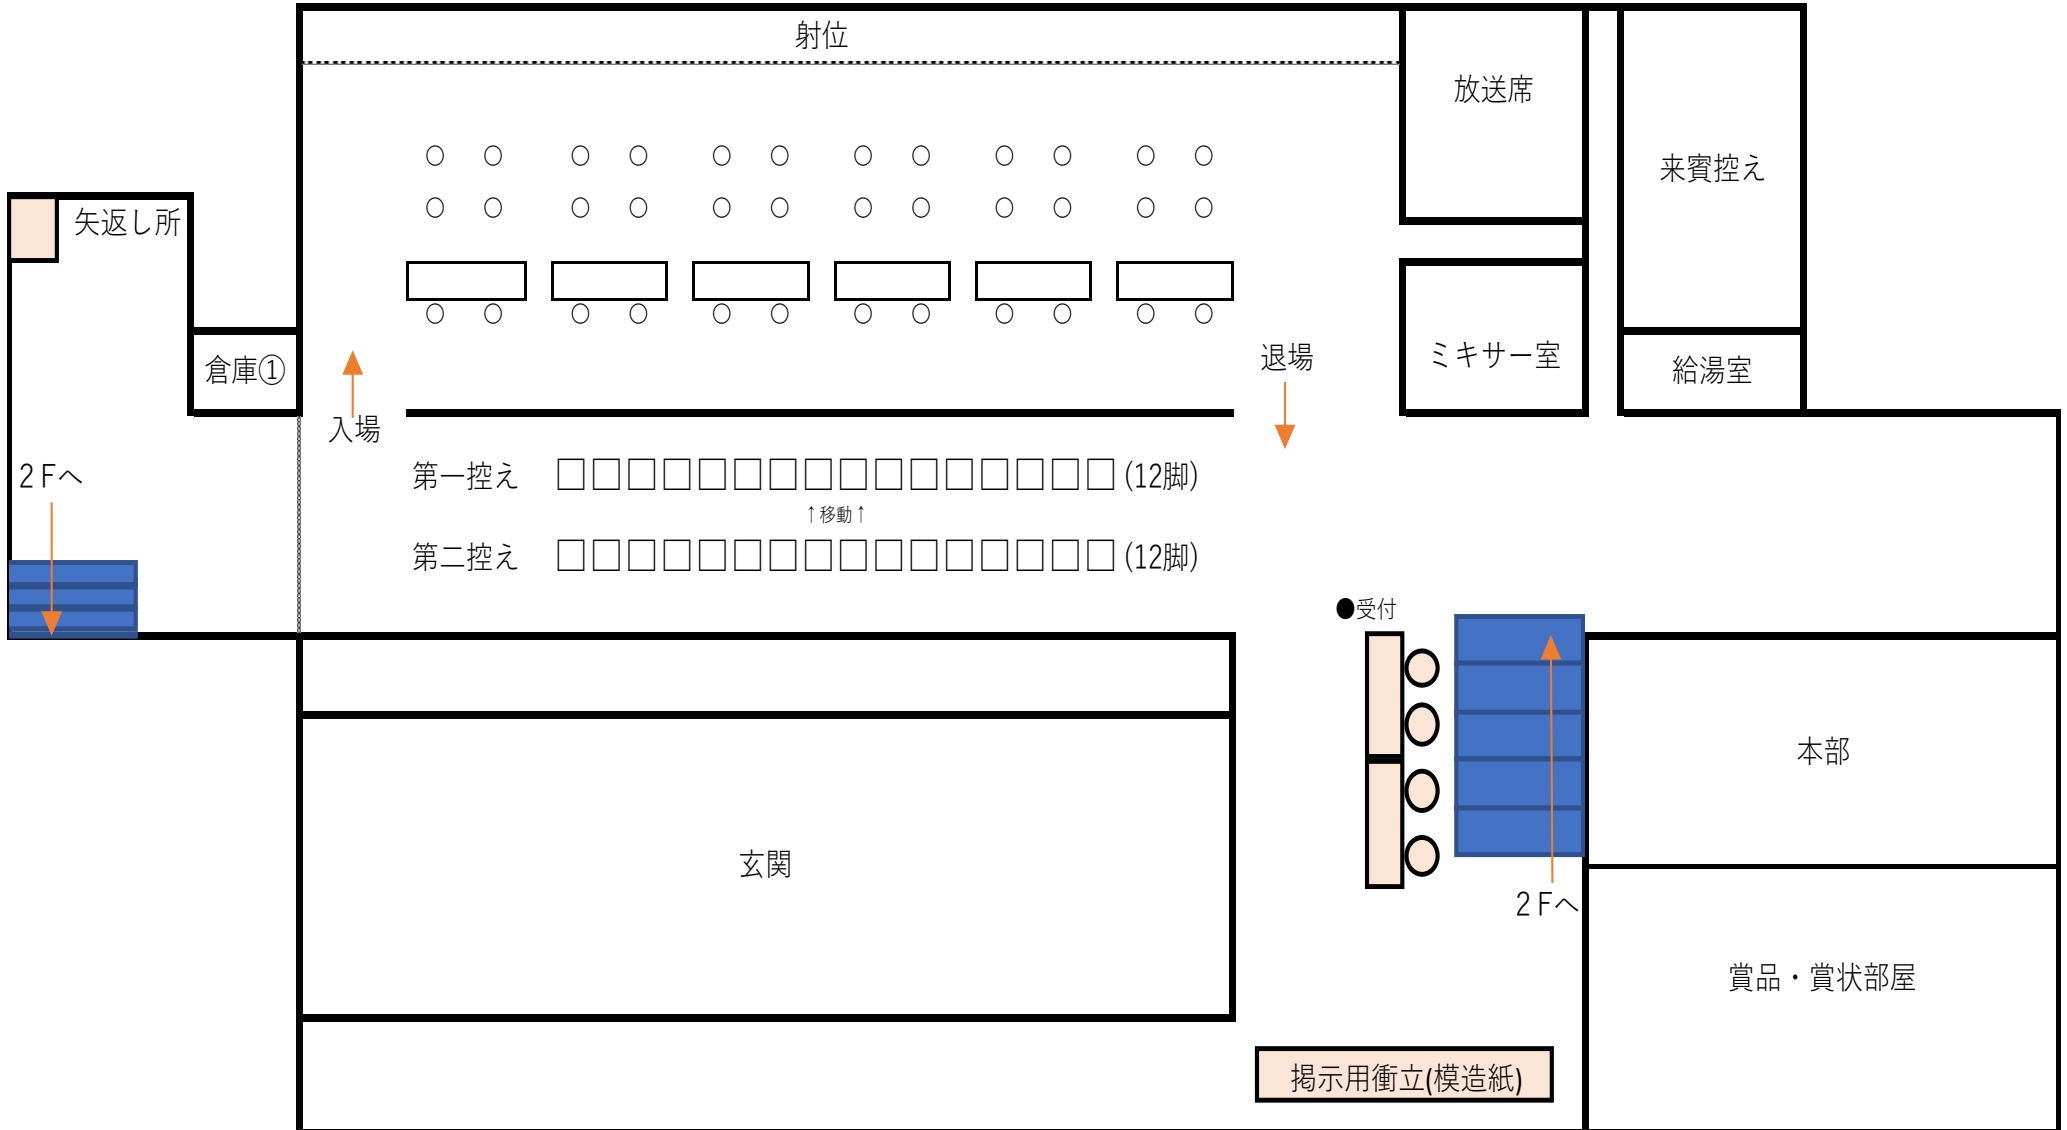 射位
放送席
来賓控え
矢返し所
倉庫①
入場
退場
ミキサー室
給湯室
2Fへ
第一控え □□□□□□□□□□□□□□□□ (12脚)
↑移動↑
第二控え □□□□□□□□□□□□□□□□ (12脚)
●受付
本部
玄関
2Fへ
賞品・賞状部屋
掲示用衝立(模造紙)